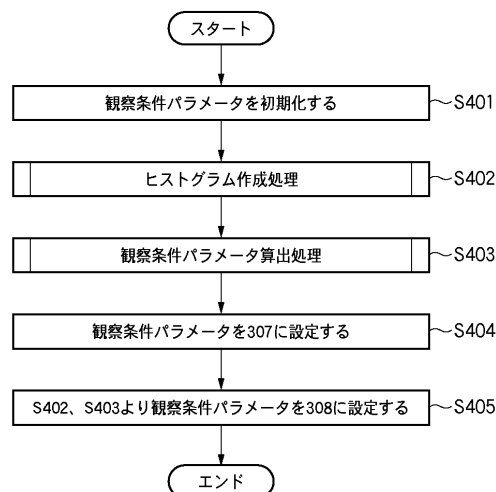 スタート
観察条件パラメータを初期化する
S401
ヒストグラム作成処理
S402
観察条件パラメータ算出処理
S403
観察条件パラメータを307に設定する
S404
S402、S403より観察条件パラメータを308に設定する
S405
エンド